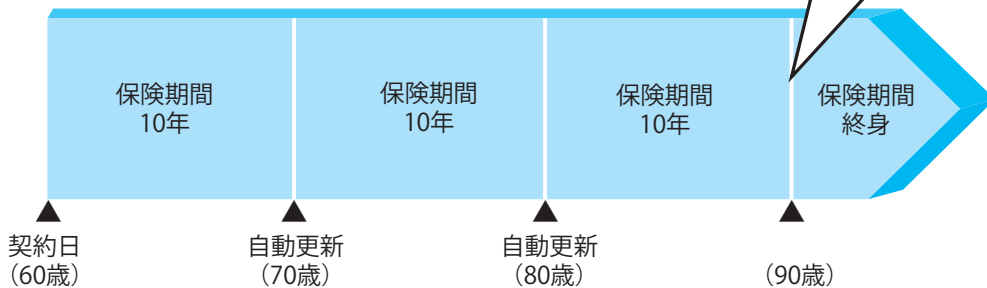 保険期間
10年
保険期間
10年
保険期間
10年
保険期間
終身
契約日
（60歳）
自動更新
（70歳）
自動更新
（80歳）
（90歳）